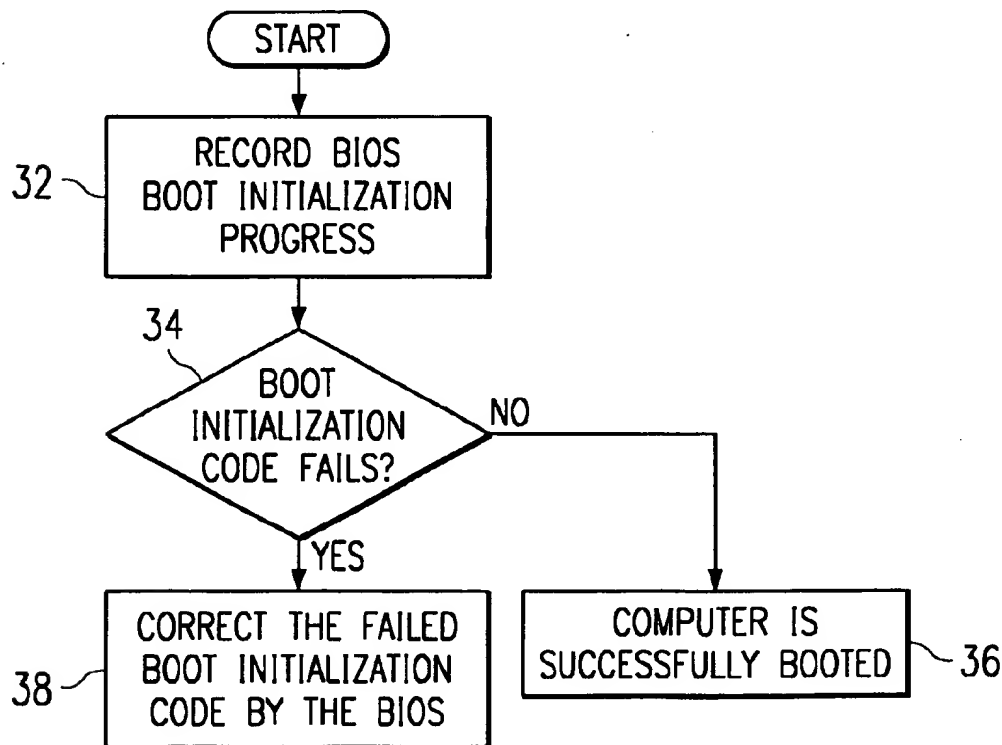 START
32
RECORD BIOS
BOOT INITIALIZATION
PROGRESS
34
BOOT
INITIALIZATION
CODE FAILS?
NO
YES
38
CORRECT THE FAILED
BOOT INITIALIZATION
CODE BY THE BIOS
COMPUTER IS
SUCCESSFULLY BOOTED
36